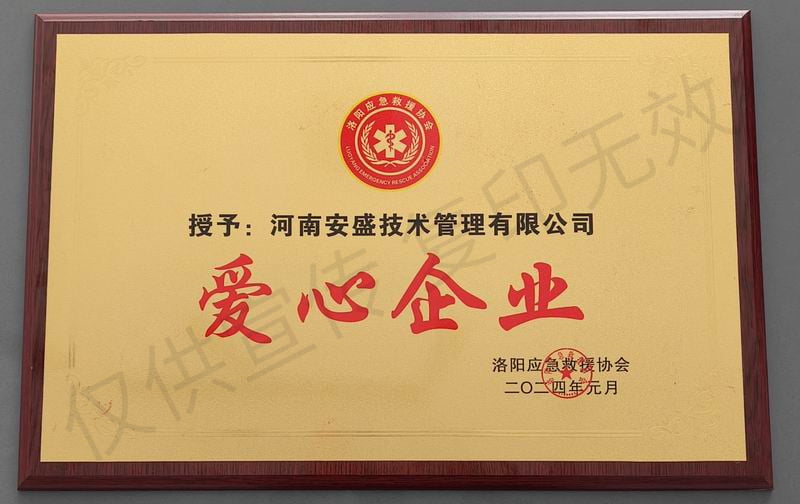 洛阳应急救援协会
LUOYANG EMERGENCY RESCUE ASSOCIATION
授予：河南安盛技术管理有限公司
爱心企业
洛阳应急救援协会
二〇二四年元月
仅供宣传 复印无效